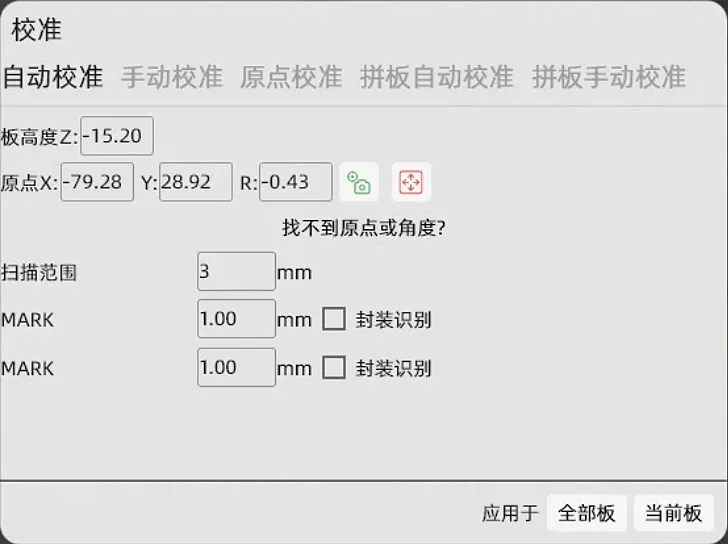 校准
自动校准 手动校准 原点校准 拼板自动校准 拼板手动校准
板高度Z: -15.20
原点X: -79.28 Y: 28.92 R: -0.43
找不到原点或角度?
扫描范围 3 mm
MARK 1.00 mm 封装识别
MARK 1.00 mm 封装识别
应用于 全部板 当前板